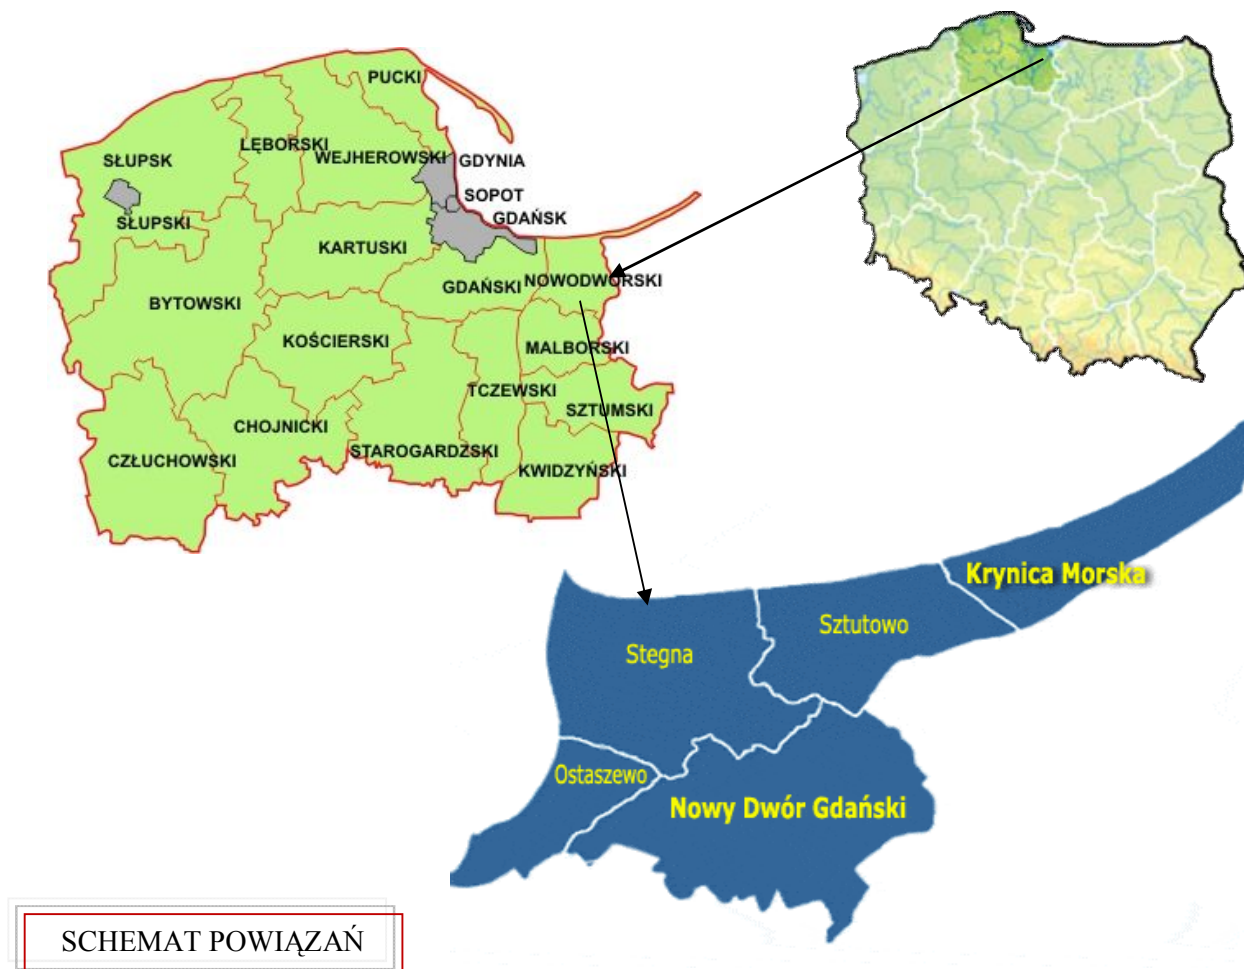 PUCKI
LĘBORSKI
WEJHEROWSKI
GDYNIA
SŁUPSK
SOPOT
GDAŃSK
SŁUPSKI
KARTUSKI
GDAŃSKI
NOWODWORSKI
BYTOWSKI
KOŚCIERSKI
MALBORSKI
TCZEWSKI
SZTUMSKI
CHOJNICKI
STAROGARDZSKI
CZŁUCHOWSKI
KWIDZYŃSKI
Krynica Morska
Sztutowo
Stegna
Ostaszewo
Nowy Dwór Gdański
SCHEMAT POWIĄZAŃ